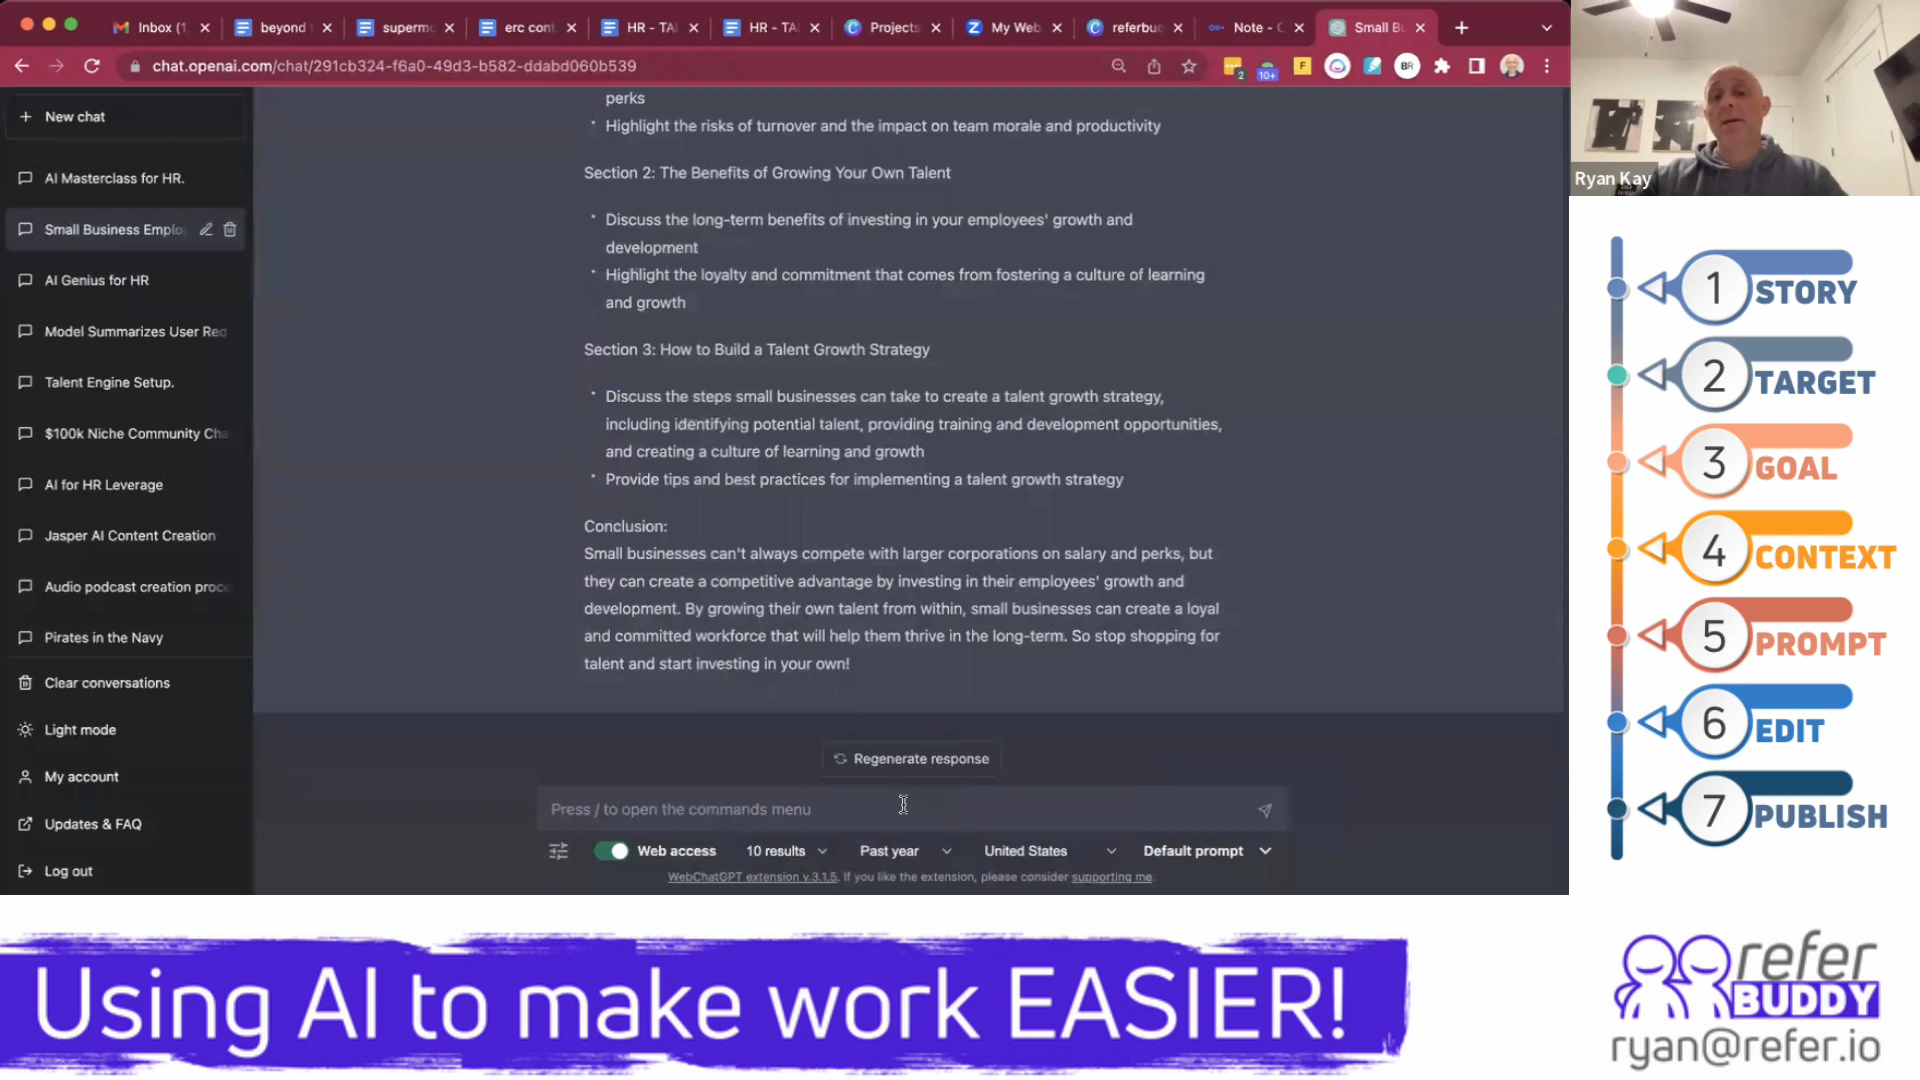 Inbox (1,
beyond
supermo
erc cont
HR - TAL
HR - TAL
Projects
My Web
referbuc
Note - C
Small Bu
chat.openai.com/chat/291cb324-f6a0-49d3-b582-ddabd060b539
2
10+
F
BR
New chat
AI Masterclass for HR.
Small Business Emplo
AI Genius for HR
Model Summarizes User Req
Talent Engine Setup.
$100k Niche Community Cha
AI for HR Leverage
Jasper AI Content Creation
Audio podcast creation proce
Pirates in the Navy
Clear conversations
Light mode
My account
Updates & FAQ
Log out
perks
Highlight the risks of turnover and the impact on team morale and productivity
Section 2: The Benefits of Growing Your Own Talent
Discuss the long-term benefits of investing in your employees' growth and
development
Highlight the loyalty and commitment that comes from fostering a culture of learning
and growth
Section 3: How to Build a Talent Growth Strategy
Discuss the steps small businesses can take to create a talent growth strategy,
including identifying potential talent, providing training and development opportunities,
and creating a culture of learning and growth
Provide tips and best practices for implementing a talent growth strategy
Conclusion:
Small businesses can't always compete with larger corporations on salary and perks, but
they can create a competitive advantage by investing in their employees' growth and
development. By growing their own talent from within, small businesses can create a loyal
and committed workforce that will help them thrive in the long-term. So stop shopping for
talent and start investing in your own!
Regenerate response
Press / to open the commands menu
Web access
10 results
Past year
United States
Default prompt
WebChatGPT extension v.3.1.5. If you like the extension, please consider supporting me.
Ryan Kay
1 STORY
2 TARGET
3 GOAL
4 CONTEXT
5 PROMPT
6 EDIT
7 PUBLISH
Using AI to make work EASIER!
refer
BUDDY
ryan@refer.io